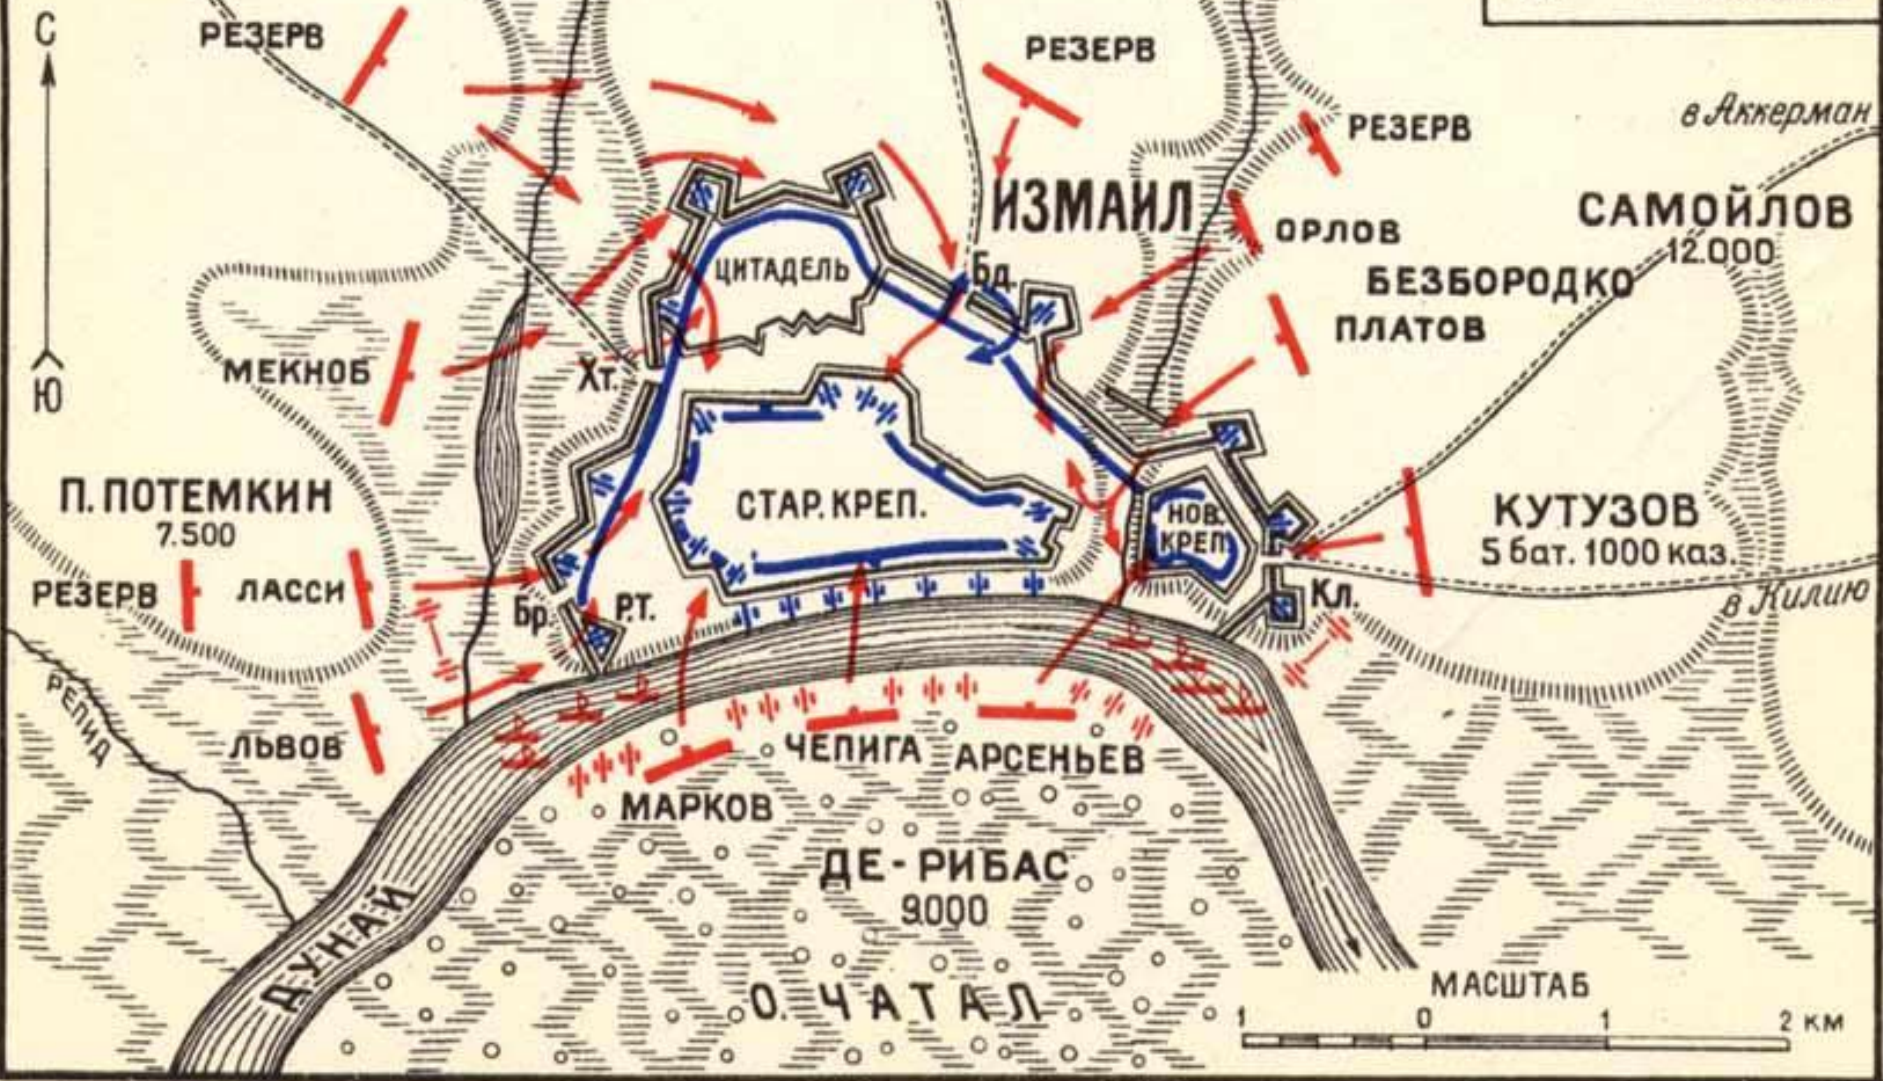 С
РЕЗЕРВ
РЕЗЕРВ
РЕЗЕРВ
в Аккерман
ИЗМАИЛ
САМОЙЛОВ
12.000
ОРЛОВ
БЕЗБОРОДКО
ПЛАТОВ
ЦИТАДЕЛЬ
Бд.
МЕКНОБ
Хт.
Ю
П. ПОТЕМКИН
7.500
СТАР. КРЕП.
НОВ.
КРЕП.
КУТУЗОВ
5 бат. 1000 каз.
РЕЗЕРВ
ЛАССИ
Бр.
Р.Т.
Кл.
в Килию
РЕПИД
ЛЬВОВ
ЧЕПИГА
АРСЕНЬЕВ
МАРКОВ
ДЕ-РИБАС
9.000
ДУНАЙ
О. ЧАТАЛ
МАСШТАБ
1 0 1 2 км